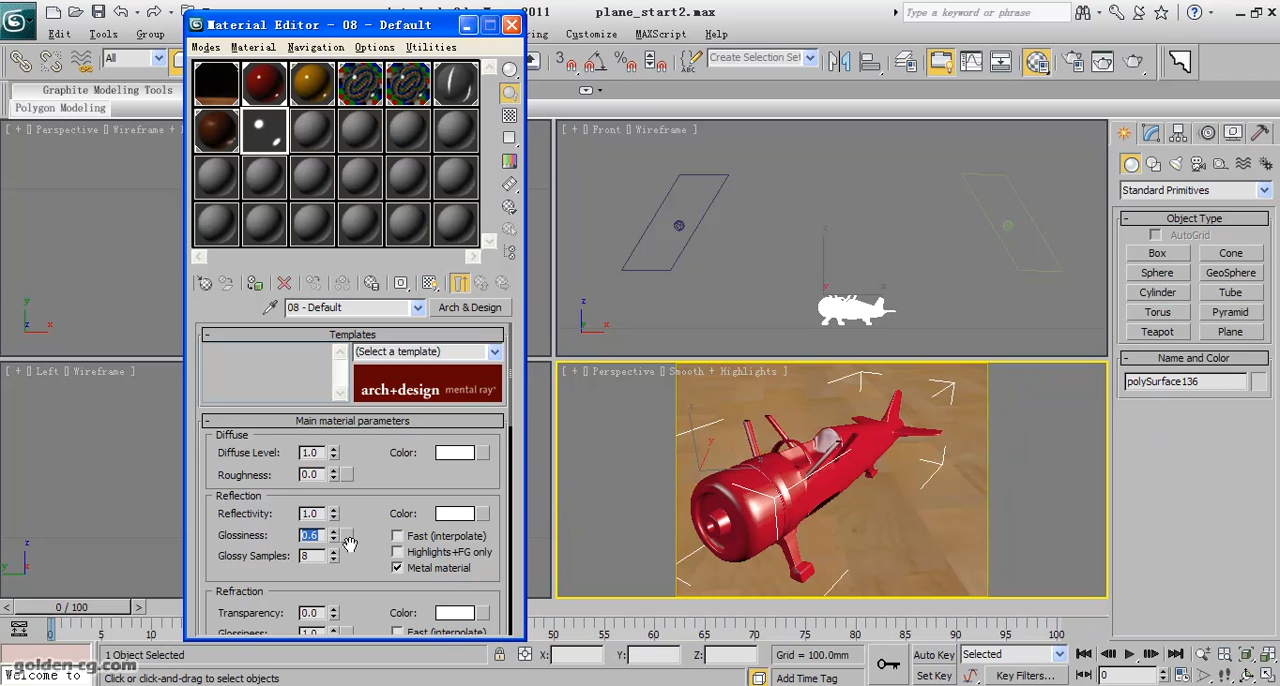 Material Editor - 08 - Default
2011 plane_start2.max
Type a keyword or phrase
Edit Tools Group
Customize MAXScript Help
Modes Material Navigation Options Utilities
All
Create Selection Set
Graphite Modeling Tools
Polygon Modeling
[ + [] Perspective [ Wireframe ]
[ + [] Front [ Wireframe ]
Standard Primitives
- Object Type
AutoGrid
Box Cone
Sphere GeoSphere
Cylinder Tube
Torus Pyramid
Teapot Plane
- Name and Color
polySurface136
08 - Default Arch & Design
- Templates
(Select a template)
arch+design mental ray®
[ + [] Left [ Wireframe ]
[ + [] Perspective [ Smooth + Highlights ]
- Main material parameters
Diffuse
Diffuse Level: 1.0 Color:
Roughness: 0.0
Reflection
Reflectivity: 1.0 Color:
Glossiness: 0.6 Fast (interpolate)
Glossy Samples: 8 Highlights+FG only
Metal material
Refraction
Transparency: 0.0 Color:
Glossiness: 1.0 Fast (interpolate)
z
x
y
0 / 100
0 5 10 50 55 60 65 70 75 80 85 90 95 100
1 Object Selected X: Y: Z: Grid = 100.0mm Auto Key Selected
golden-cg.com
Welcome to Click or click-and-drag to select objects Add Time Tag Set Key Key Filters... 0